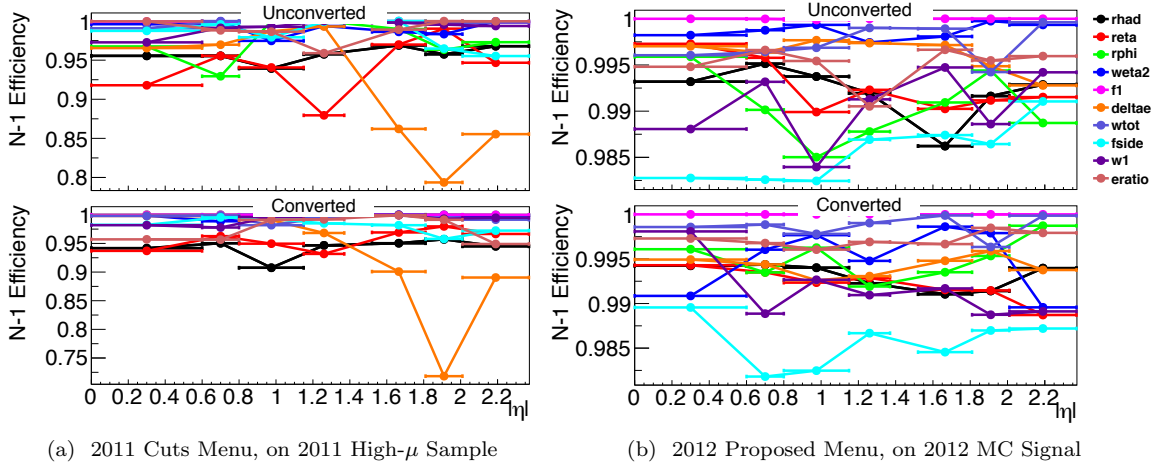 Unconverted
N-1 Efficiency
0.95
0.9
0.85
0.8
Converted
N-1 Efficiency
1
0.95
0.9
0.85
0.8
0.75
0 0.2 0.4 0.6 0.8 1 1.2 1.4 1.6 1.8 2 2.2
|η|
(a) 2011 Cuts Menu, on 2011 High-μ Sample
Unconverted
N-1 Efficiency
1
0.995
0.99
0.985
Converted
N-1 Efficiency
1
0.995
0.99
0.985
0 0.2 0.4 0.6 0.8 1 1.2 1.4 1.6 1.8 2 2.2
|η|
rhad
reta
rphi
weta2
f1
deltae
wtot
fside
w1
eratio
(b) 2012 Proposed Menu, on 2012 MC Signal